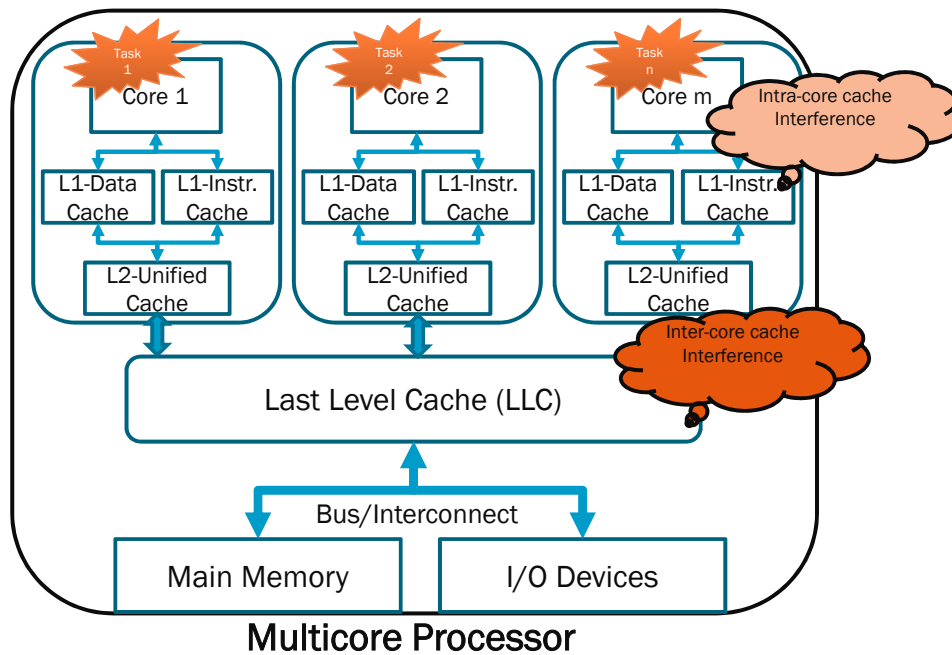 Task
1
Core 1
L1-Data
Cache
L1-Instr.
Cache
L2-Unified
Cache
Task
2
Core 2
L1-Data
Cache
L1-Instr.
Cache
L2-Unified
Cache
Task
n
Core m
L1-Data
Cache
L1-Instr.
Cache
L2-Unified
Cache
Intra-core cache
Interference
Inter-core cache
Interference
Last Level Cache (LLC)
Bus/Interconnect
Main Memory
I/O Devices
Multicore Processor